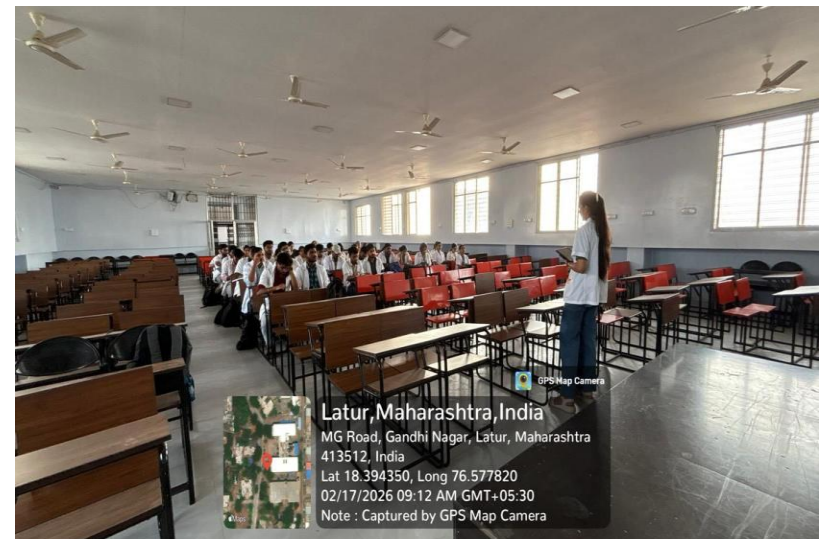 GPS Map Camera
Latur,Maharashtra,India
MG Road, Gandhi Nagar, Latur, Maharashtra
413512, India
Lat 18.394350, Long 76.577820
02/17/2026 09:12 AM GMT+05:30
Note : Captured by GPS Map Camera